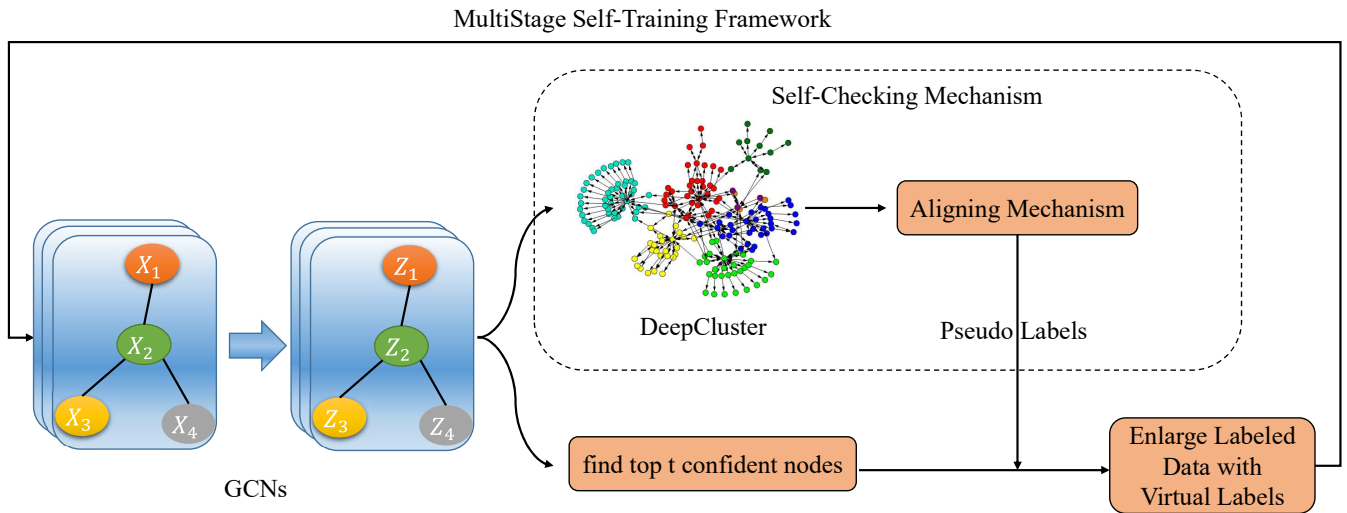 MultiStage Self-Training Framework
Self-Checking Mechanism
X₁
X₂
X₃
X₄
Z₁
Z₂
Z₃
Z₄
GCNs
DeepCluster
Aligning Mechanism
Pseudo Labels
find top t confident nodes
Enlarge Labeled
Data with
Virtual Labels